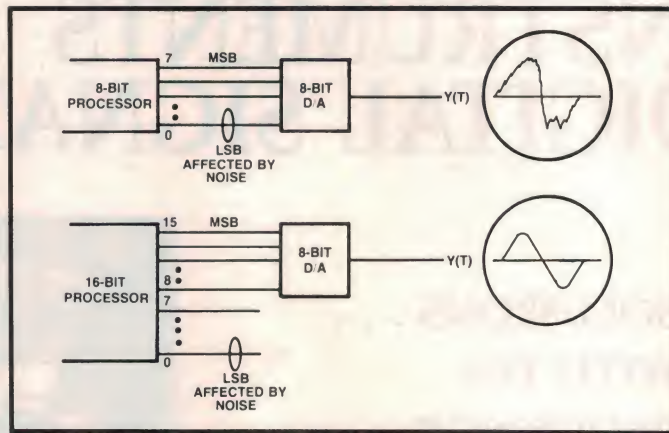 7 MSB
8-BIT
PROCESSOR
0
8-BIT
D/A
Y(T)
LSB
AFFECTED BY
NOISE
15 MSB
16-BIT
PROCESSOR
8
7
0
8-BIT
D/A
Y(T)
LSB
AFFECTED BY
NOISE